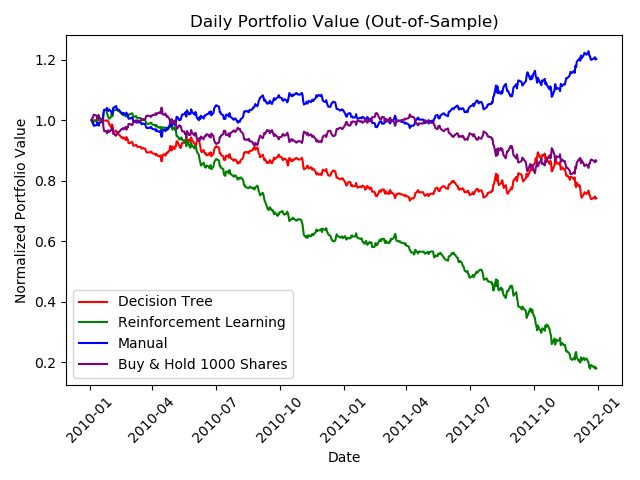 Daily Portfolio Value (Out-of-Sample)
Normalized Portfolio Value
1.2
1.0
0.8
0.6
0.4
0.2
Decision Tree
Reinforcement Learning
Manual
Buy & Hold 1000 Shares
2010-01
2010-04
2010-07
2010-10
2011-01
2011-04
2011-07
2011-10
2012-01
Date